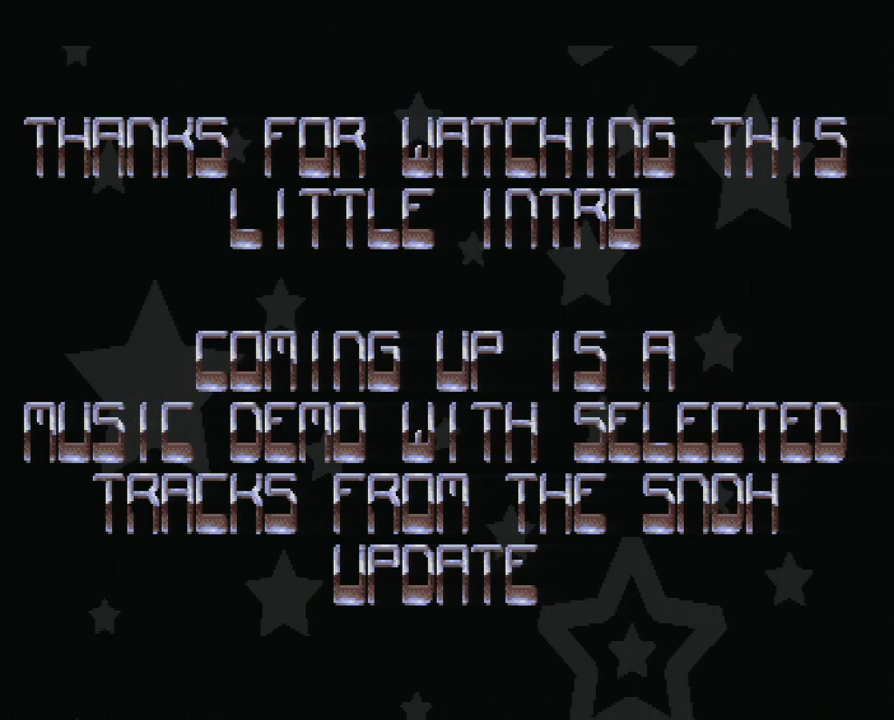 THANKS FOR WATCHING THIS
LITTLE INTRO
COMING UP IS A
MUSIC DEMO WITH SELECTED
TRACKS FROM THE SNDH
UPDATE